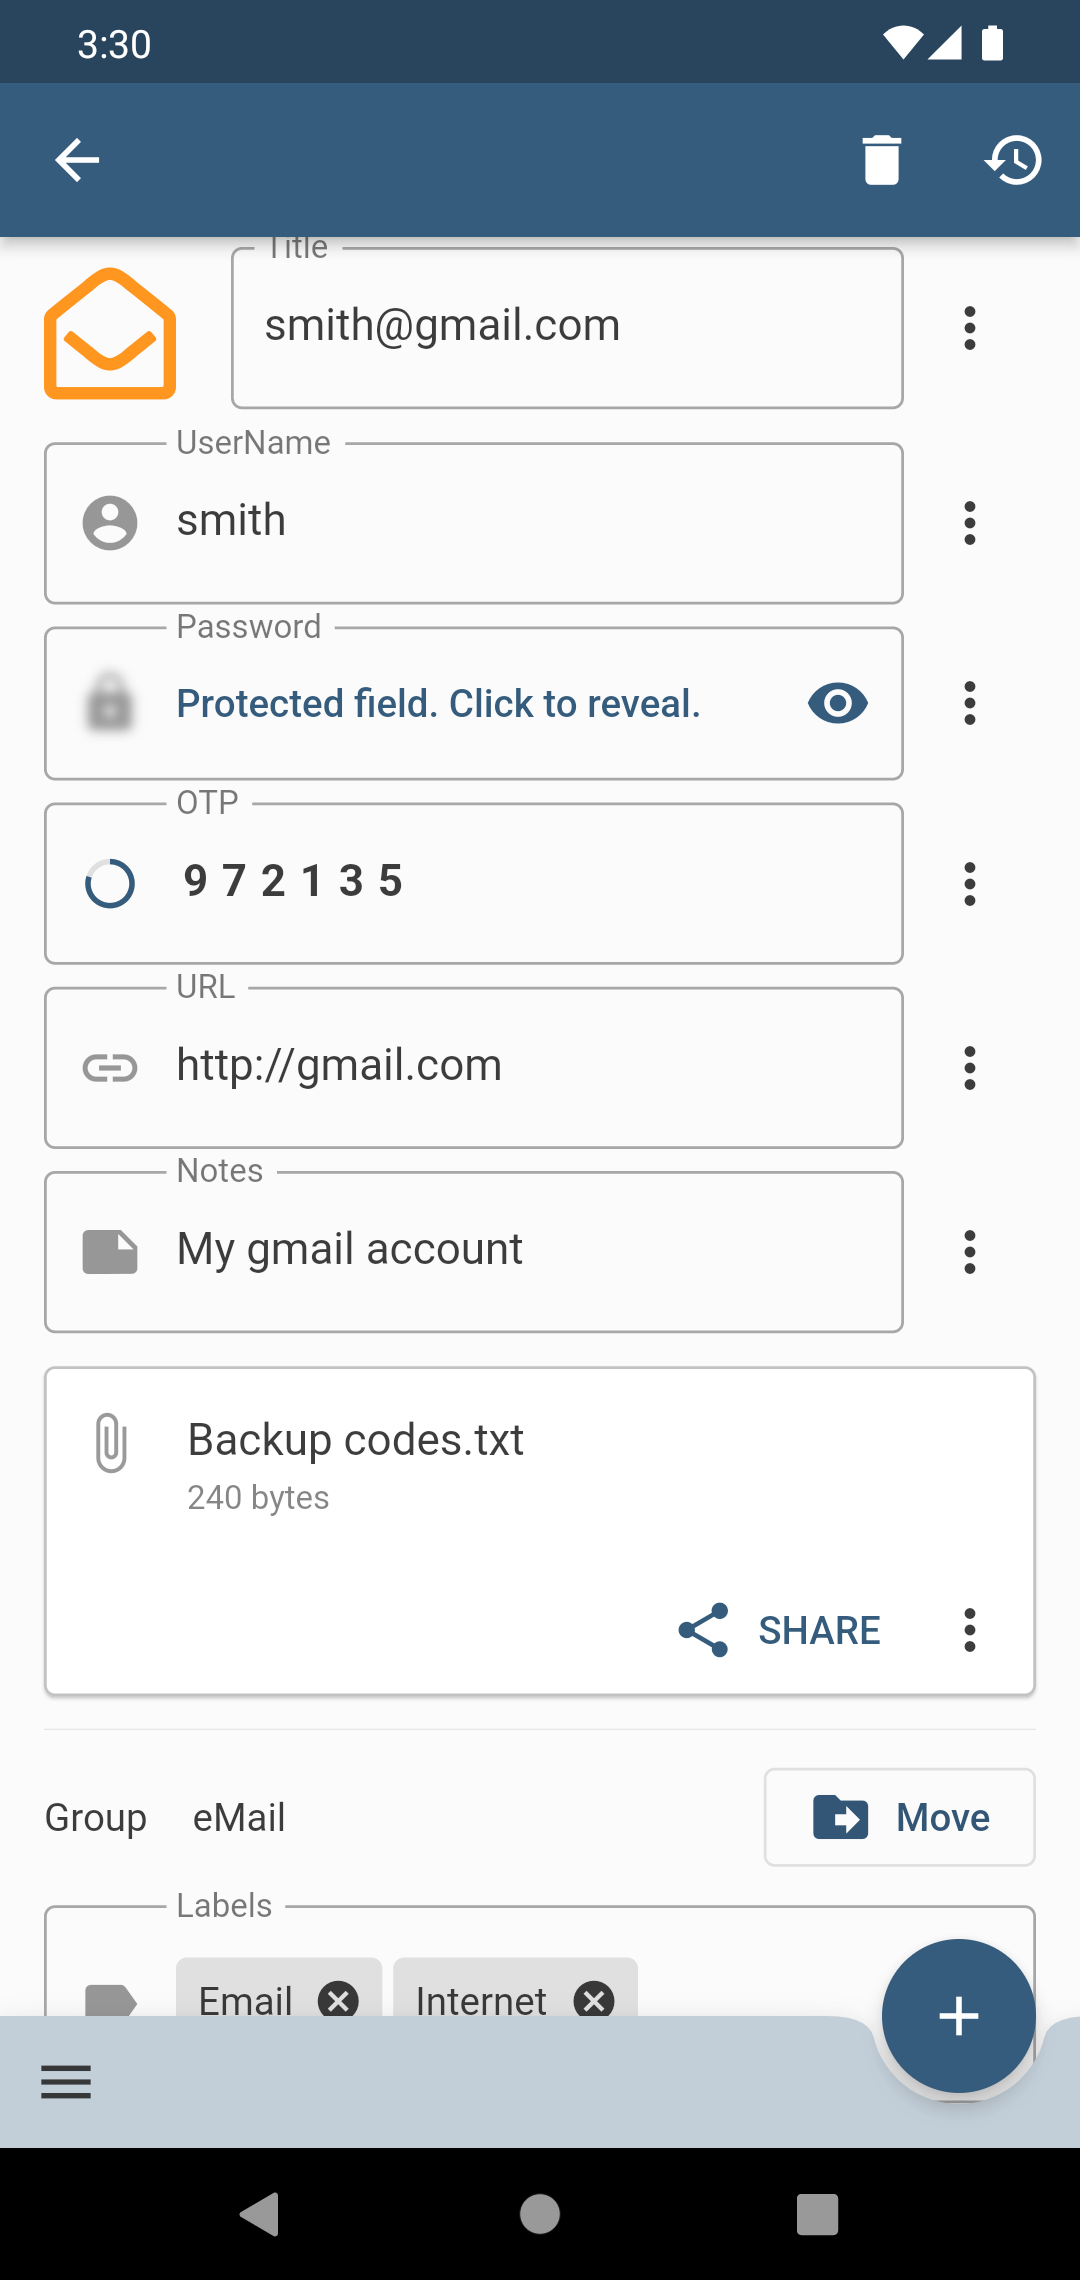 3:30
Title
smith@gmail.com
UserName
smith
Password
Protected field. Click to reveal.
OTP
9 7 2 1 3 5
URL
http://gmail.com
Notes
My gmail account
Backup codes.txt
240 bytes
SHARE
Group eMail Move
Labels
Email Internet